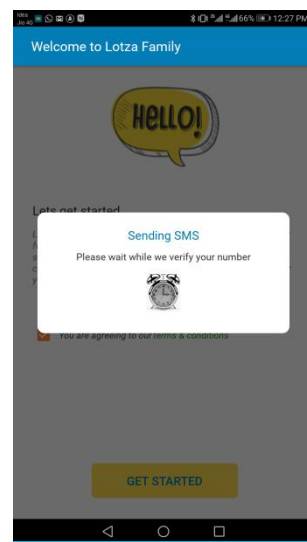 Idea
Jio 4G
66% 12:27 PM
Welcome to Lotza Family
HELLO!
Lets get started
Sending SMS
Please wait while we verify your number
You are agreeing to our terms & conditions
GET STARTED